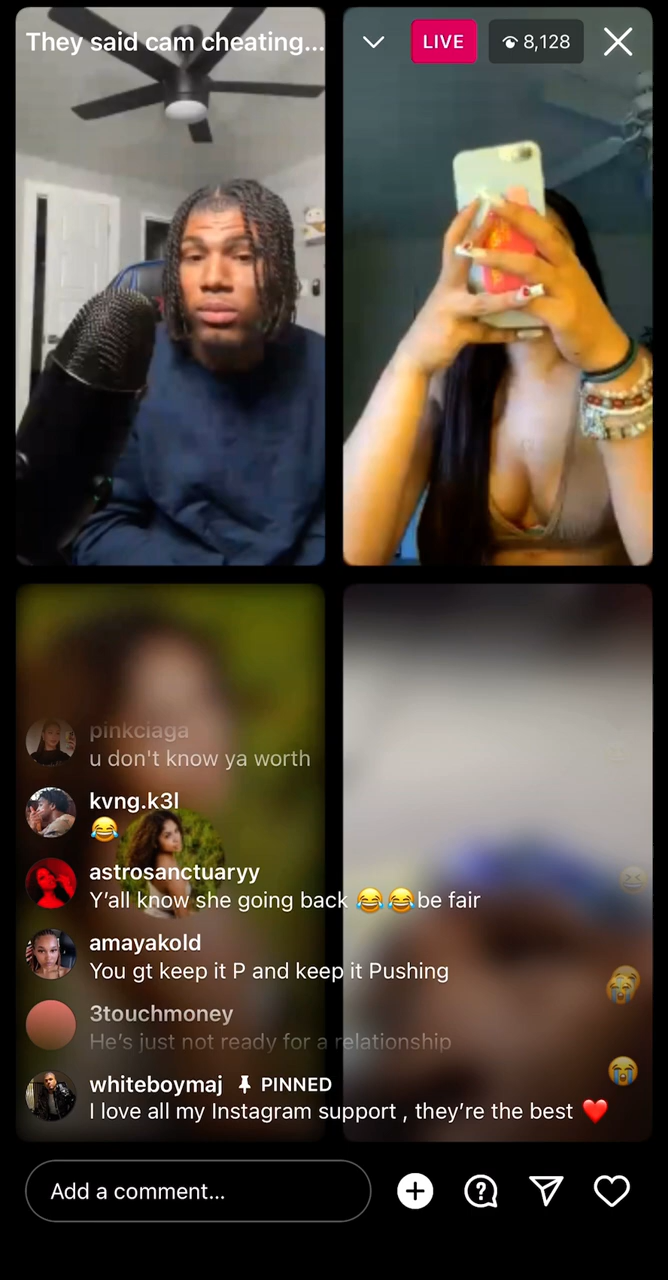 They said cam cheating...
LIVE
8,128
pinkciaga
u don't know ya worth
kvng.k3l
😂
astrosanctuaryy
Y'all know she going back 😂😂be fair
amayakold
You gt keep it P and keep it Pushing
3touchmoney
He's just not ready for a relationship
whiteboymaj PINNED
I love all my Instagram support , they're the best ❤️
Add a comment...